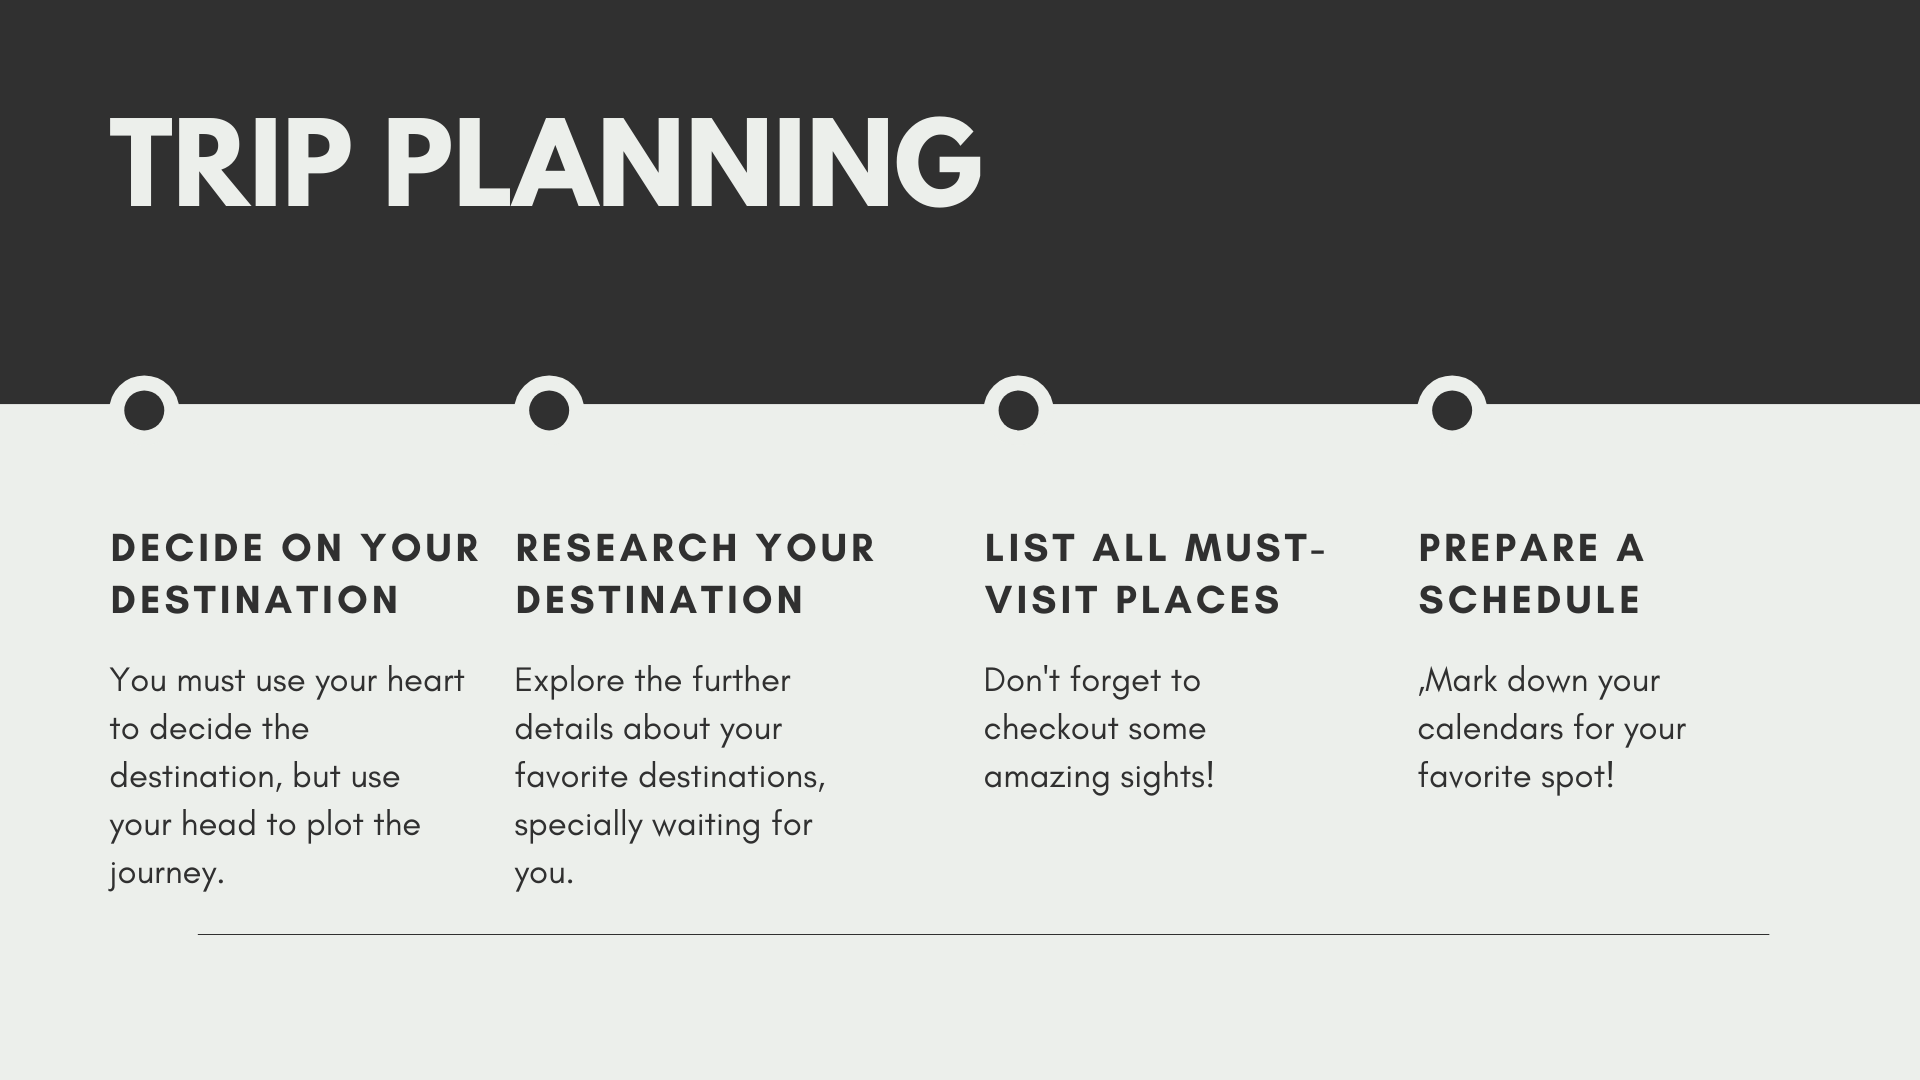 TRIP PLANNING
DECIDE ON YOUR
DESTINATION
You must use your heart
to decide the
destination, but use
your head to plot the
journey.
RESEARCH YOUR
DESTINATION
Explore the further
details about your
favorite destinations,
specially waiting for
you.
LIST ALL MUST-
VISIT PLACES
Don't forget to
checkout some
amazing sights!
PREPARE A
SCHEDULE
,Mark down your
calendars for your
favorite spot!